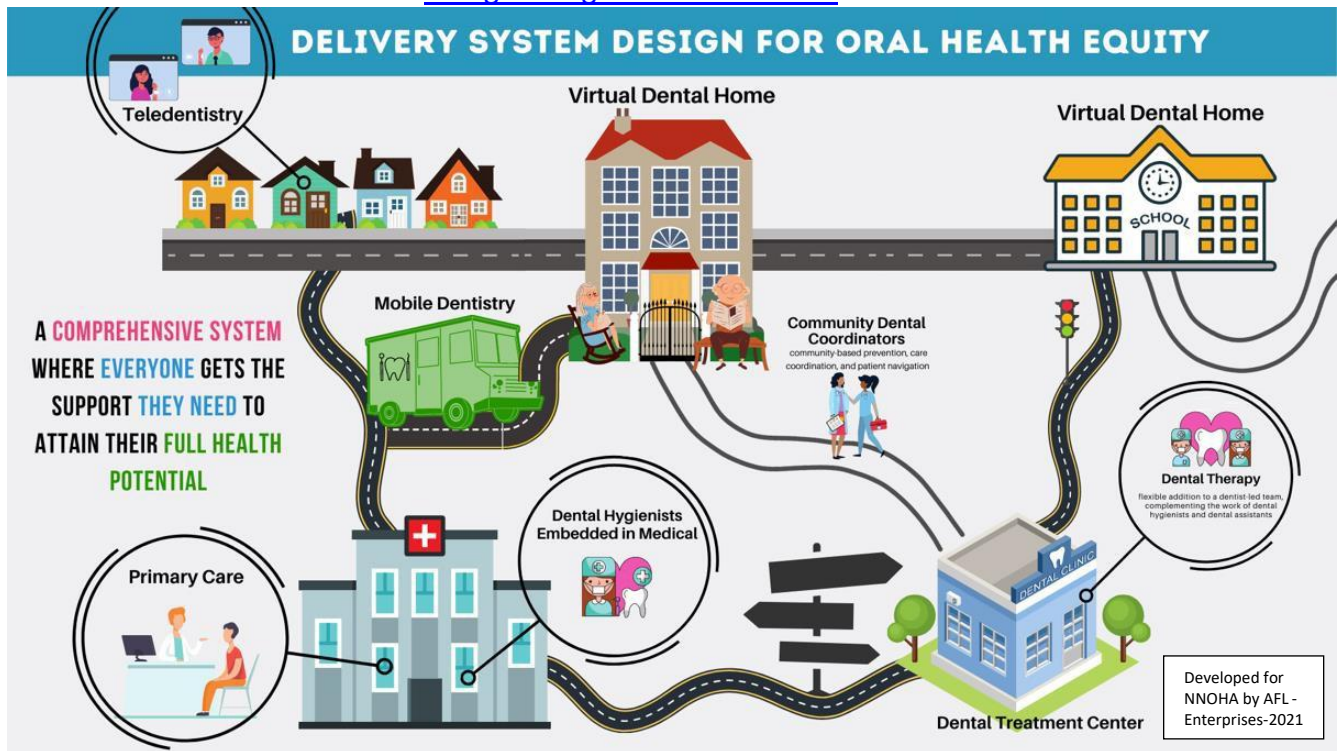 DELIVERY SYSTEM DESIGN FOR ORAL HEALTH EQUITY
Teledentistry
Virtual Dental Home
Virtual Dental Home
SCHOOL
Mobile Dentistry
A COMPREHENSIVE SYSTEM
WHERE EVERYONE GETS THE
SUPPORT THEY NEED TO
ATTAIN THEIR FULL HEALTH
POTENTIAL
Community Dental
Coordinators
community-based prevention, care
coordination, and patient navigation
Dental Therapy
flexible addition to a dentist-led team,
complementing the work of dental
hygienists and dental assistants
Dental Hygienists
Embedded in Medical
Primary Care
DENTAL CLINIC
Dental Treatment Center
Developed for
NNOHA by AFL-
Enterprises-2021